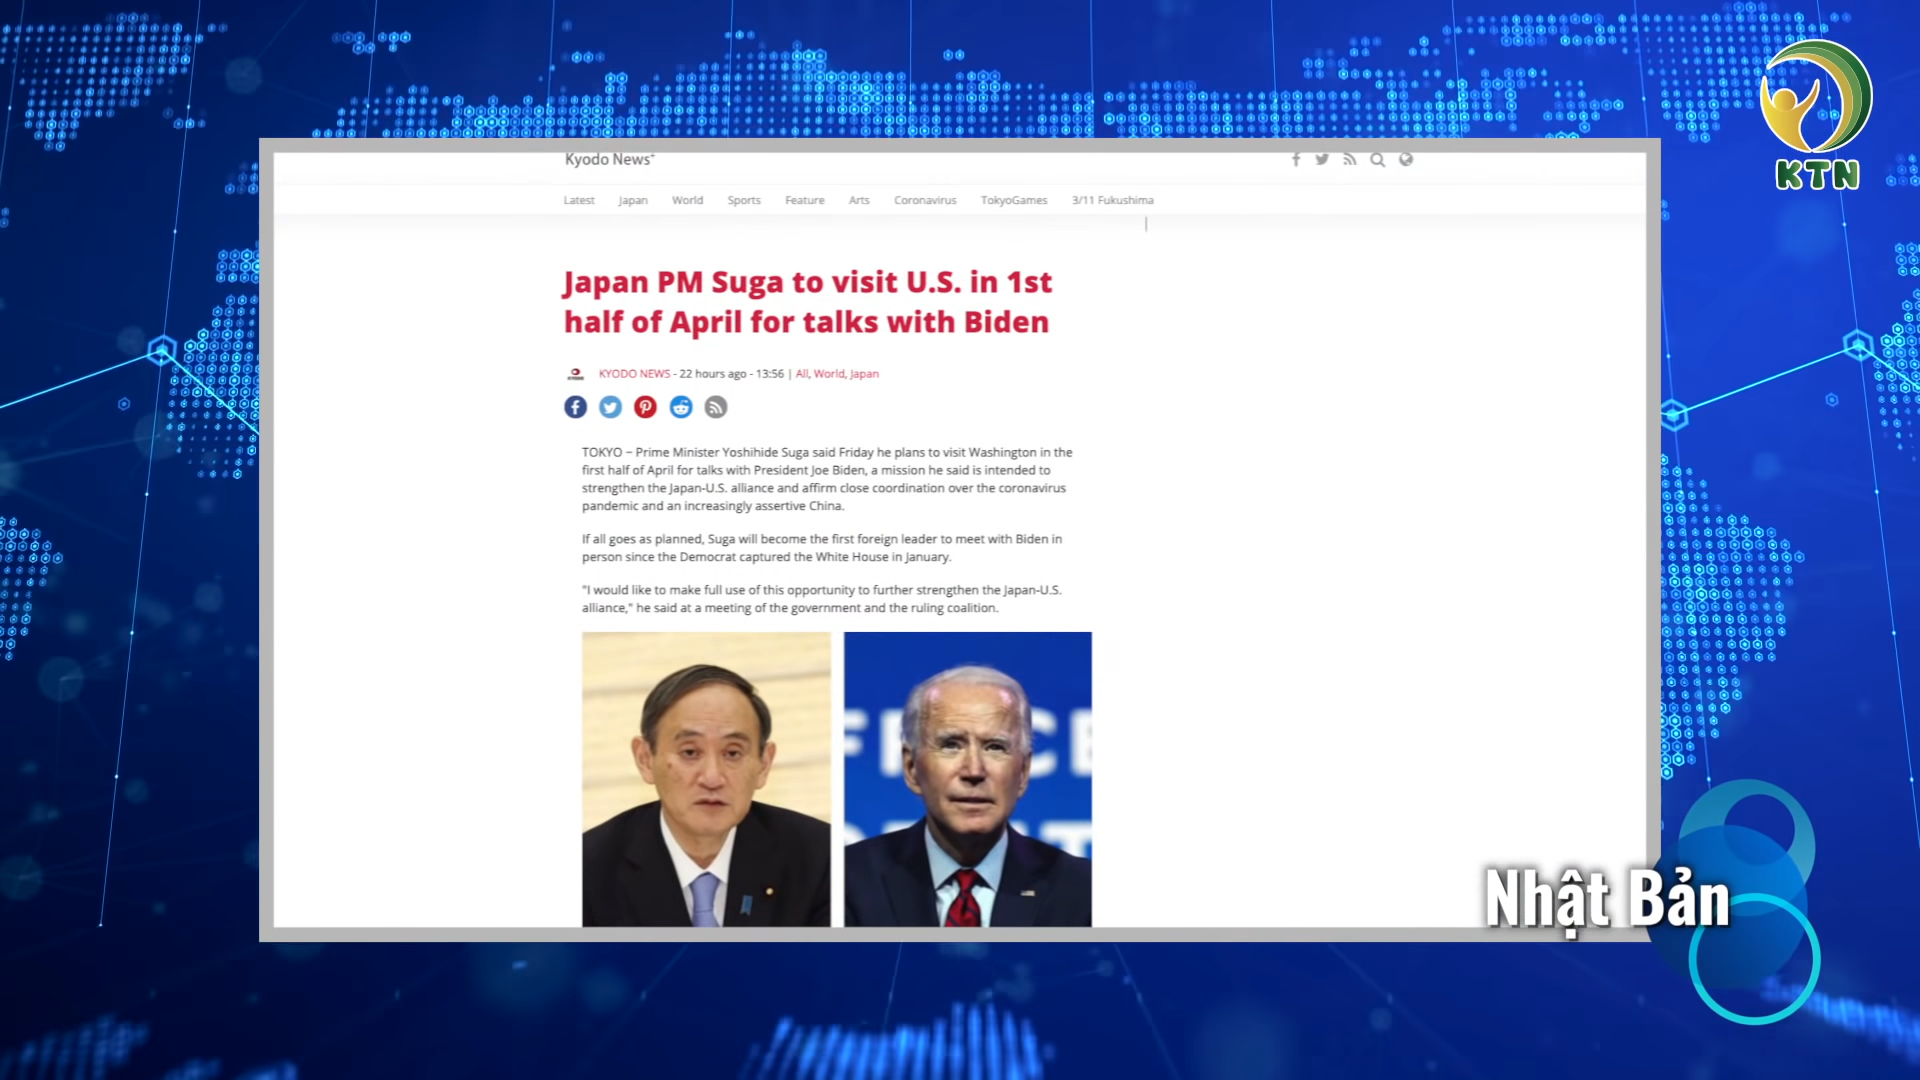 KTN
Kyodo News+
Latest Japan World Sports Feature Arts Coronavirus TokyoGames 3/11 Fukushima
Japan PM Suga to visit U.S. in 1st
half of April for talks with Biden
KYODO NEWS - 22 hours ago - 13:56 | All, World, Japan
TOKYO – Prime Minister Yoshihide Suga said Friday he plans to visit Washington in the
first half of April for talks with President Joe Biden, a mission he said is intended to
strengthen the Japan-U.S. alliance and affirm close coordination over the coronavirus
pandemic and an increasingly assertive China.
If all goes as planned, Suga will become the first foreign leader to meet with Biden in
person since the Democrat captured the White House in January.
"I would like to make full use of this opportunity to further strengthen the Japan-U.S.
alliance," he said at a meeting of the government and the ruling coalition.
Nhật Bản